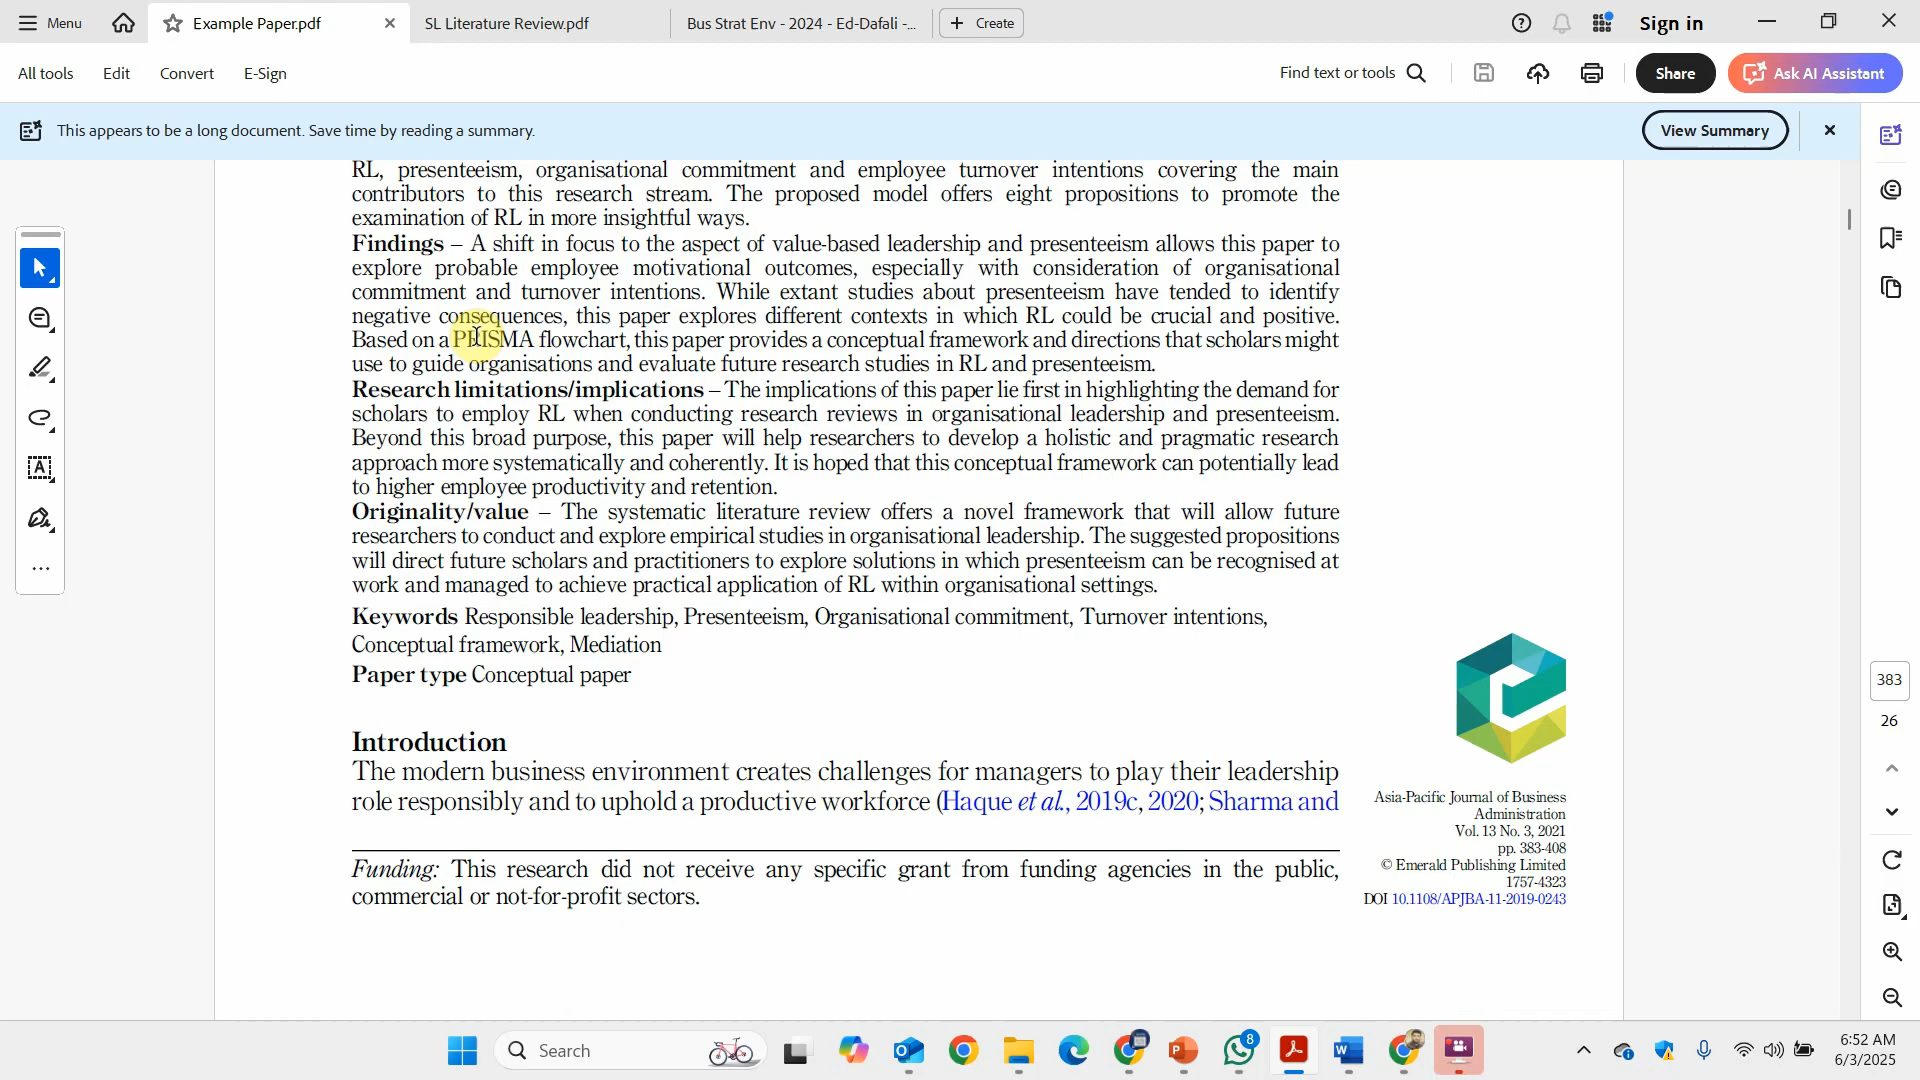 Menu
Example Paper.pdf
SL Literature Review.pdf
Bus Strat Env - 2024 - Ed-Dafali -...
+ Create
Sign in
All tools
Edit
Convert
E-Sign
Find text or tools
Share
Ask AI Assistant
This appears to be a long document. Save time by reading a summary.
View Summary
RL, presenteeism, organisational commitment and employee turnover intentions covering the main
contributors to this research stream. The proposed model offers eight propositions to promote the
examination of RL in more insightful ways.
Findings – A shift in focus to the aspect of value-based leadership and presenteeism allows this paper to
explore probable employee motivational outcomes, especially with consideration of organisational
commitment and turnover intentions. While extant studies about presenteeism have tended to identify
negative consequences, this paper explores different contexts in which RL could be crucial and positive.
Based on a PRISMA flowchart, this paper provides a conceptual framework and directions that scholars might
use to guide organisations and evaluate future research studies in RL and presenteeism.
Research limitations/implications – The implications of this paper lie first in highlighting the demand for
scholars to employ RL when conducting research reviews in organisational leadership and presenteeism.
Beyond this broad purpose, this paper will help researchers to develop a holistic and pragmatic research
approach more systematically and coherently. It is hoped that this conceptual framework can potentially lead
to higher employee productivity and retention.
Originality/value – The systematic literature review offers a novel framework that will allow future
researchers to conduct and explore empirical studies in organisational leadership. The suggested propositions
will direct future scholars and practitioners to explore solutions in which presenteeism can be recognised at
work and managed to achieve practical application of RL within organisational settings.
Keywords Responsible leadership, Presenteeism, Organisational commitment, Turnover intentions,
Conceptual framework, Mediation
Paper type Conceptual paper
Introduction
The modern business environment creates challenges for managers to play their leadership
role responsibly and to uphold a productive workforce (Haque et al., 2019c, 2020; Sharma and
Funding: This research did not receive any specific grant from funding agencies in the public,
commercial or not-for-profit sectors.
Asia-Pacific Journal of Business
Administration
Vol. 13 No. 3, 2021
pp. 383-408
© Emerald Publishing Limited
1757-4323
DOI 10.1108/APJBA-11-2019-0243
383
26
Search
8
6:52 AM
6/3/2025